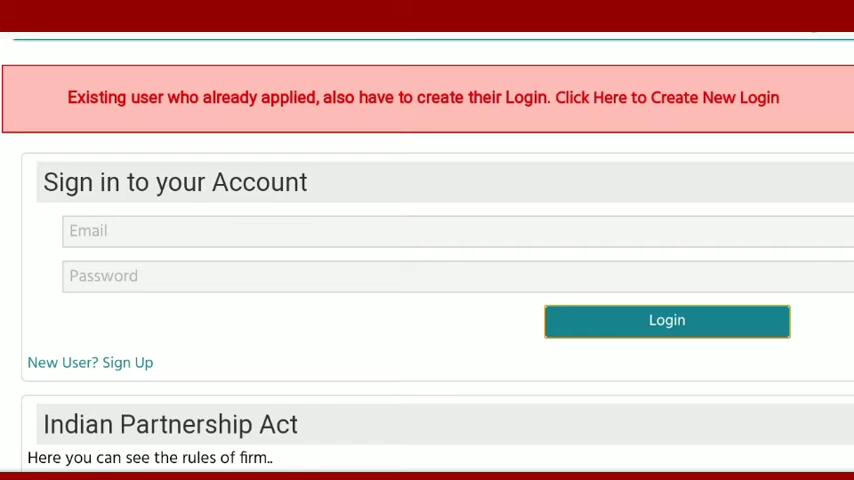 Existing user who already applied, also have to create their Login. Click Here to Create New Login
Sign in to your Account
Email
Password
Login
New User? Sign Up
Indian Partnership Act
Here you can see the rules of firm..